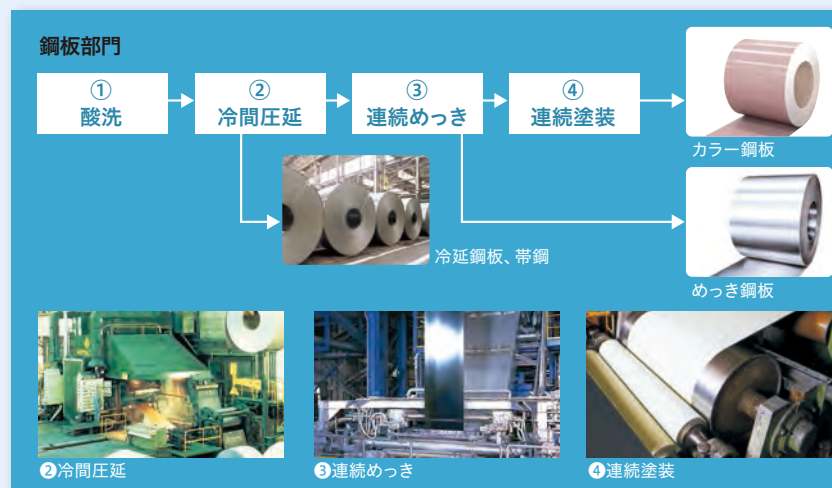 鋼板部門
①
酸洗
②
冷間圧延
③
連続めっき
④
連続塗装
カラー鋼板
冷延鋼板、帯鋼
めっき鋼板
❷冷間圧延
❸連続めっき
❹連続塗装